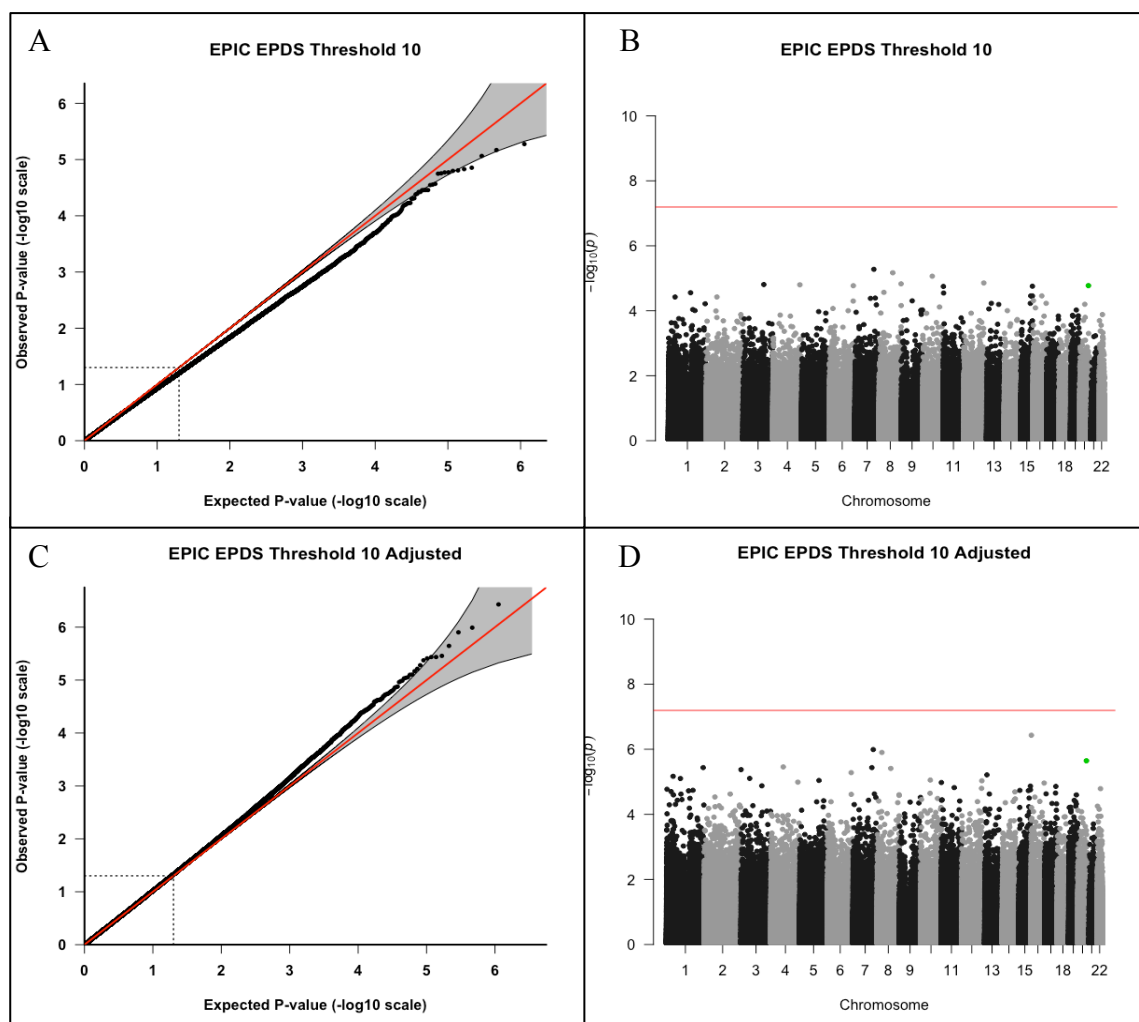 A
EPIC EPDS Threshold 10
Observed P-value (-log10 scale)
6
5
4
3
2
1
0
0 1 2 3 4 5 6
Expected P-value (-log10 scale)
B
EPIC EPDS Threshold 10
−log10(p)
10
8
6
4
2
0
1 2 3 4 5 6 7 8 9 11 13 15 18 22
Chromosome
C
EPIC EPDS Threshold 10 Adjusted
Observed P-value (-log10 scale)
6
5
4
3
2
1
0
0 1 2 3 4 5 6
Expected P-value (-log10 scale)
D
EPIC EPDS Threshold 10 Adjusted
−log10(p)
10
8
6
4
2
0
1 2 3 4 5 6 7 8 9 11 13 15 18 22
Chromosome